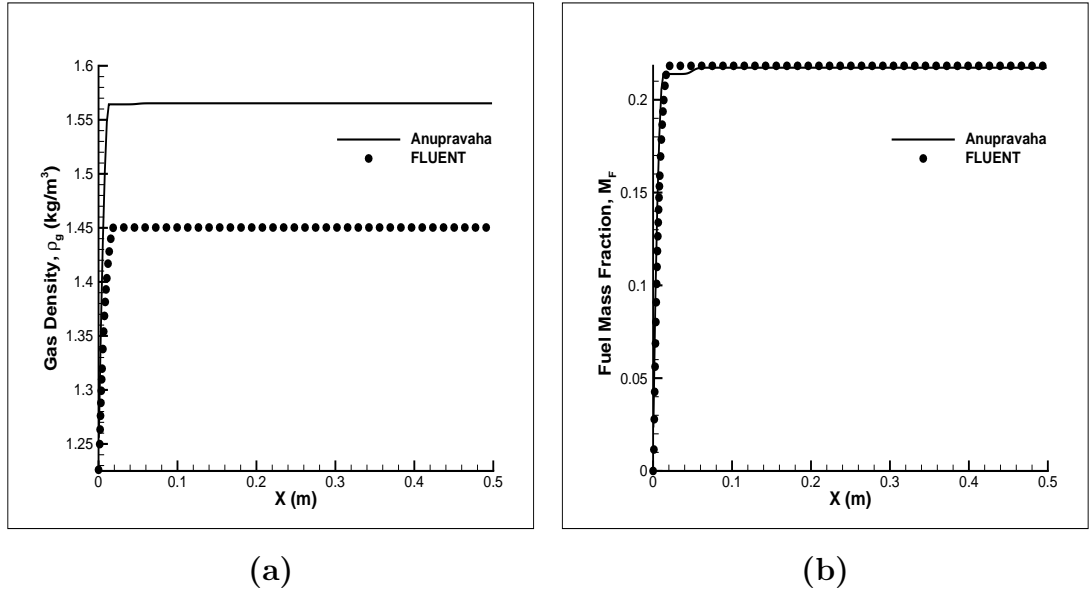 1.6
1.55
1.5
1.45
1.4
1.35
1.3
1.25
Gas Density, ρg (kg/m³)
Anupravaha
FLUENT
0 0.1 0.2 0.3 0.4 0.5
X (m)
(a)
0.2
0.15
0.1
0.05
0
Fuel Mass Fraction, MF
Anupravaha
FLUENT
0 0.1 0.2 0.3 0.4 0.5
X (m)
(b)